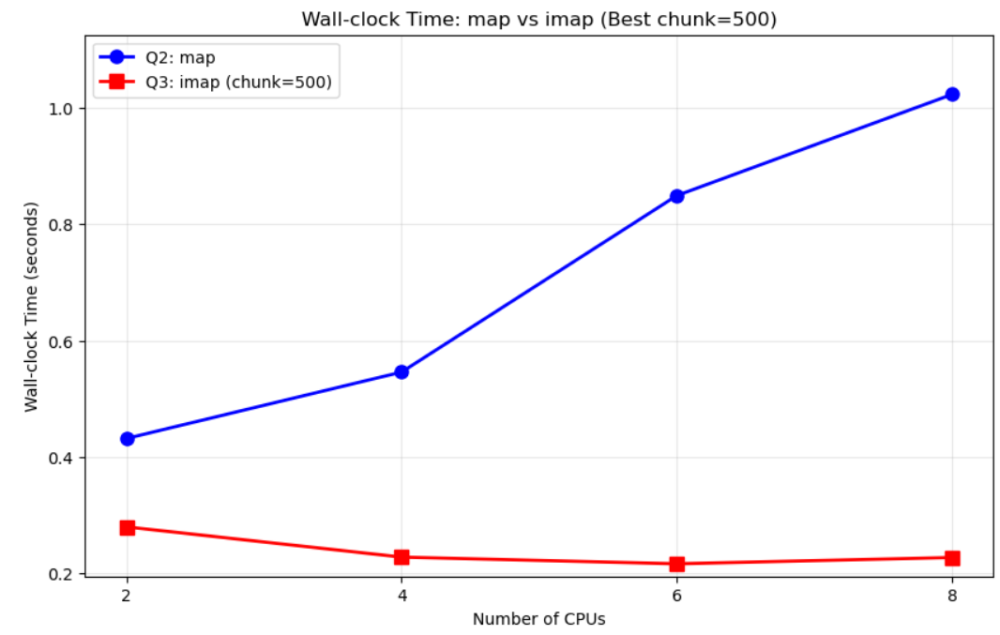 Wall-clock Time: map vs imap (Best chunk=500)
Q2: map
Q3: imap (chunk=500)
Wall-clock Time (seconds)
1.0
0.8
0.6
0.4
0.2
2 4 6 8
Number of CPUs